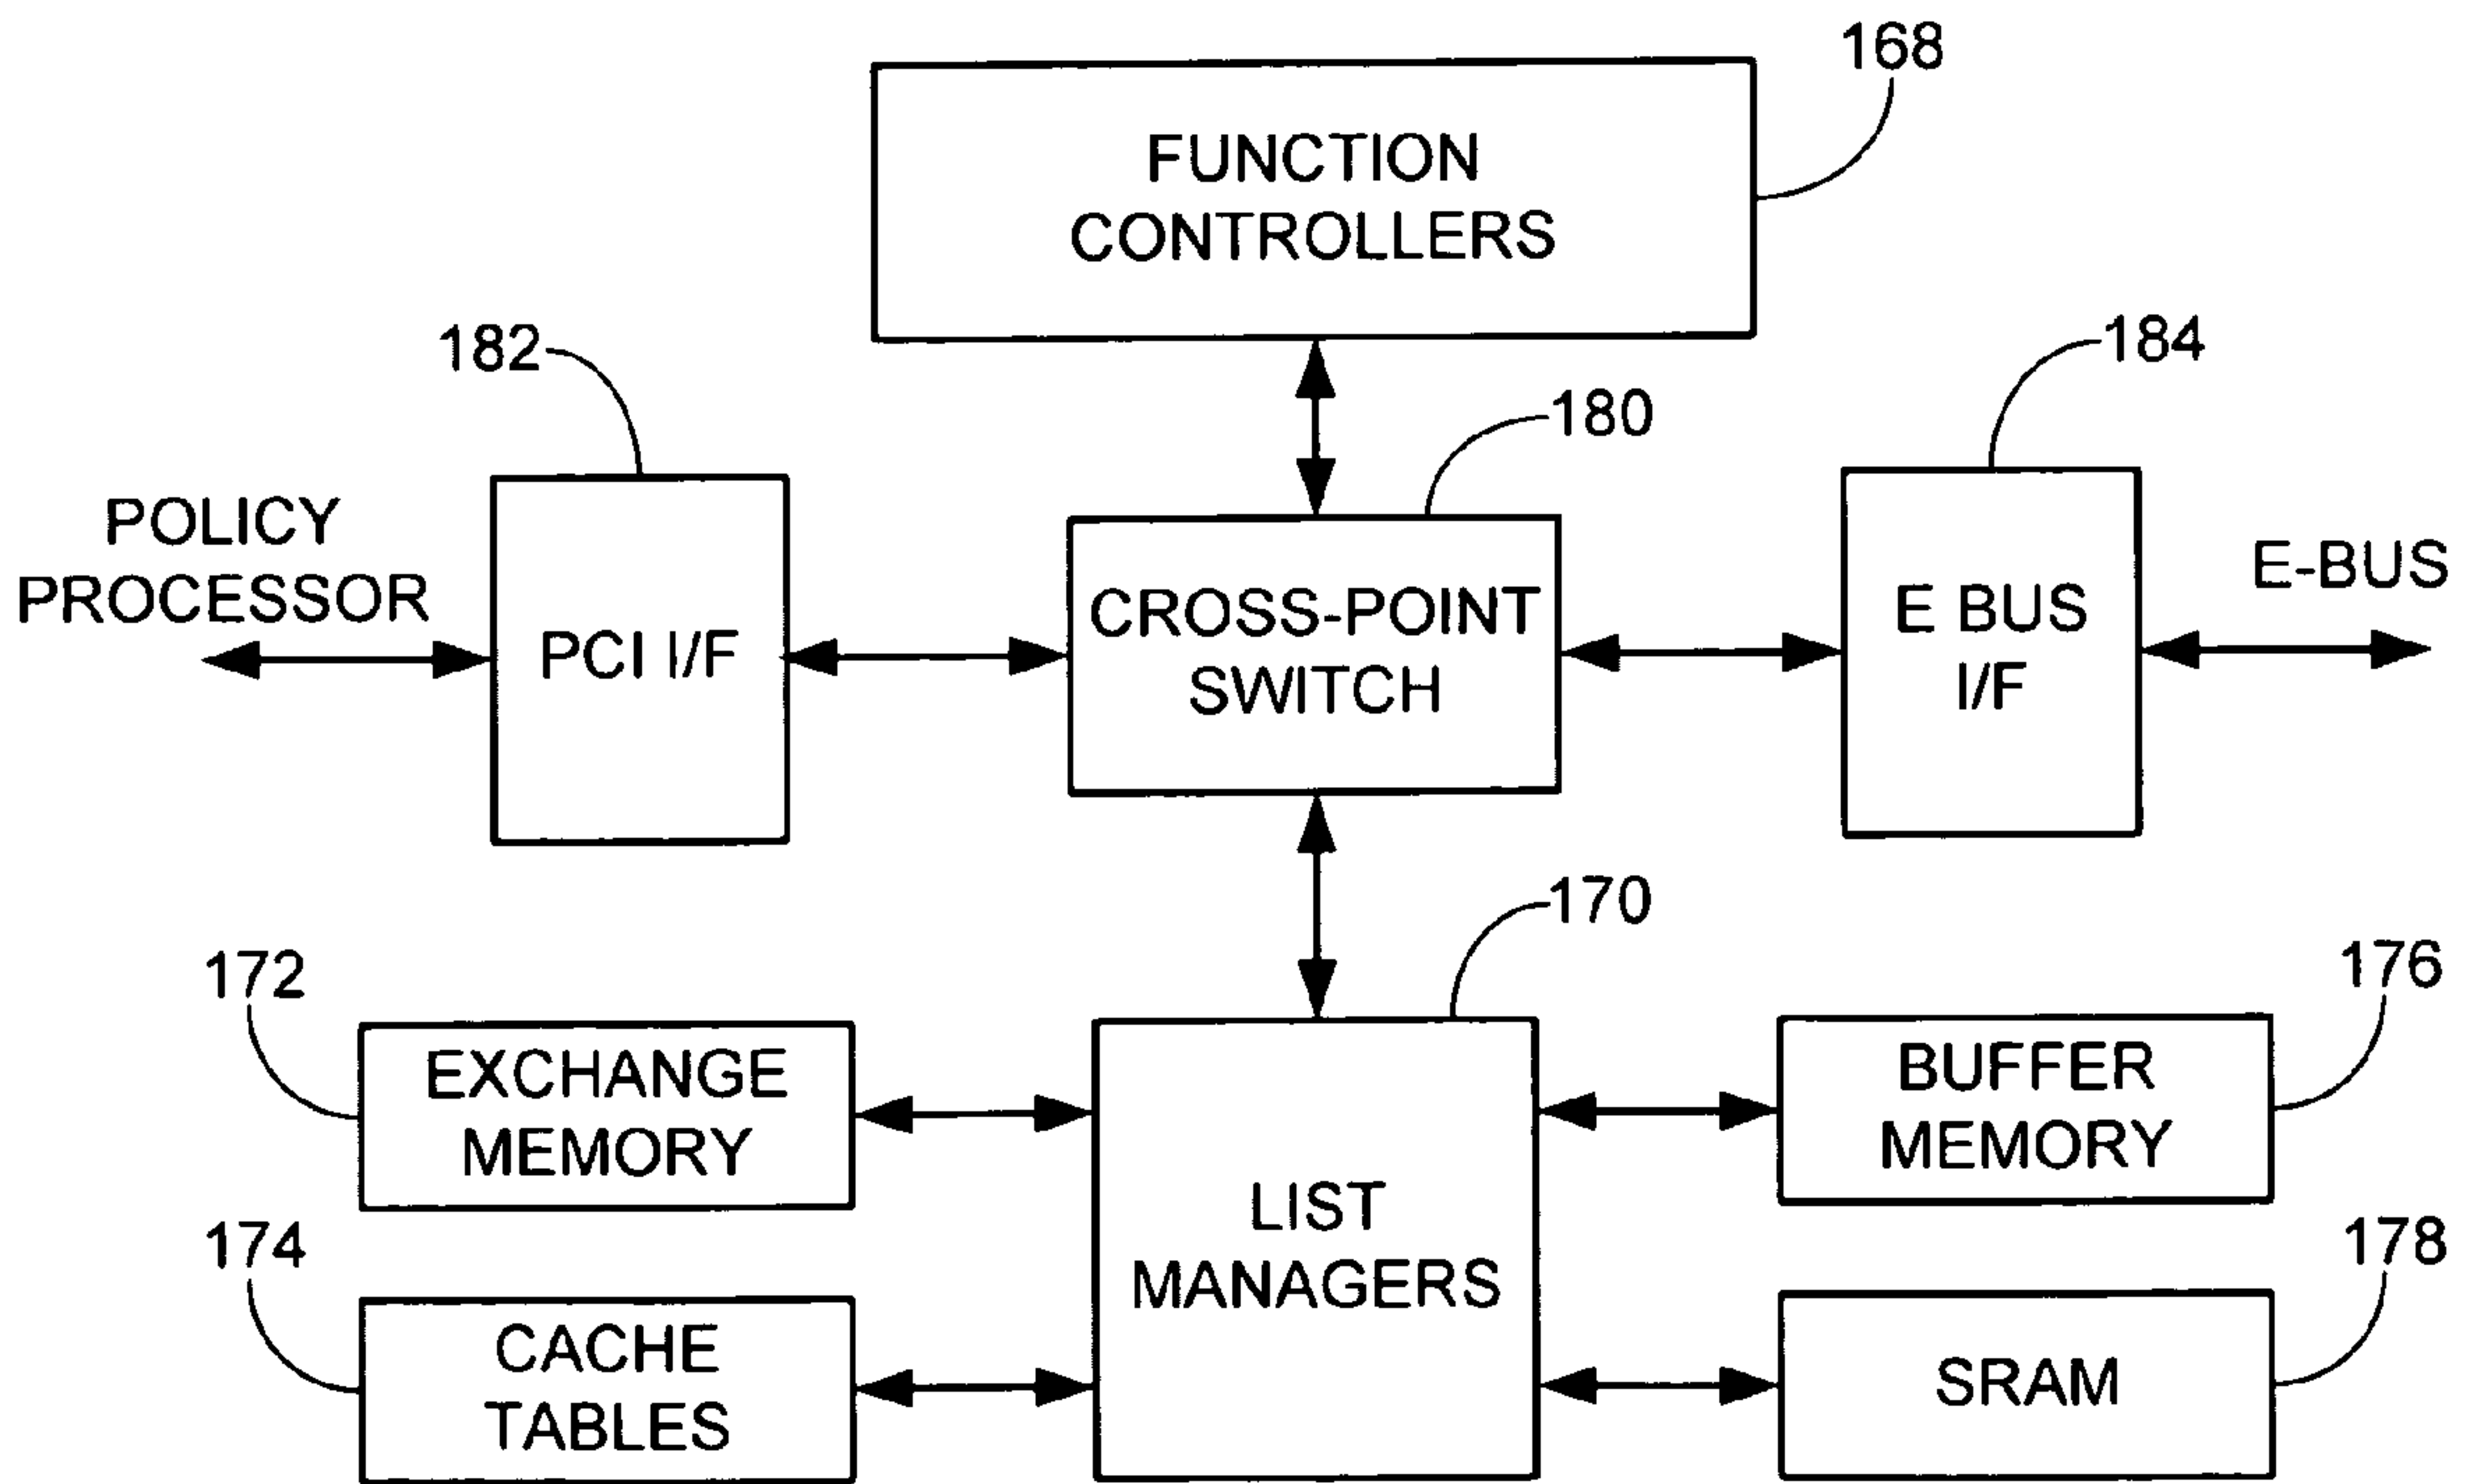 168
FUNCTION
CONTROLLERS
182
184
180
POLICY
PROCESSOR
PCI I/F
CROSS-POINT
SWITCH
E BUS
I/F
E-BUS
170
172
176
EXCHANGE
MEMORY
BUFFER
MEMORY
LIST
MANAGERS
174
178
CACHE
TABLES
SRAM